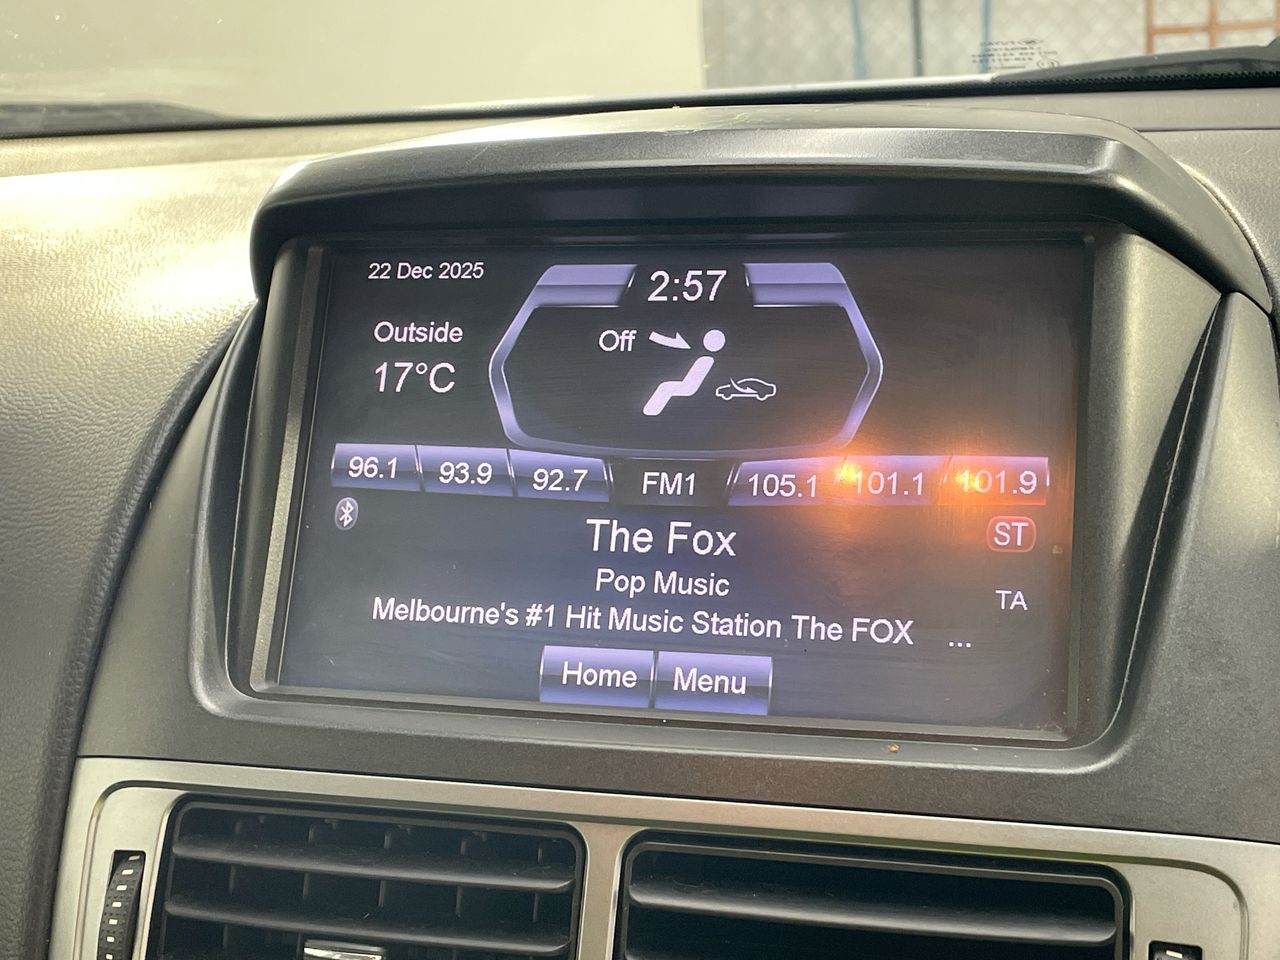 22 Dec 2025
2:57
Outside
17°C
Off
96.1 93.9 92.7 FM1 105.1 101.1 101.9
The Fox
ST
Pop Music
TA
Melbourne's #1 Hit Music Station The FOX ...
Home Menu